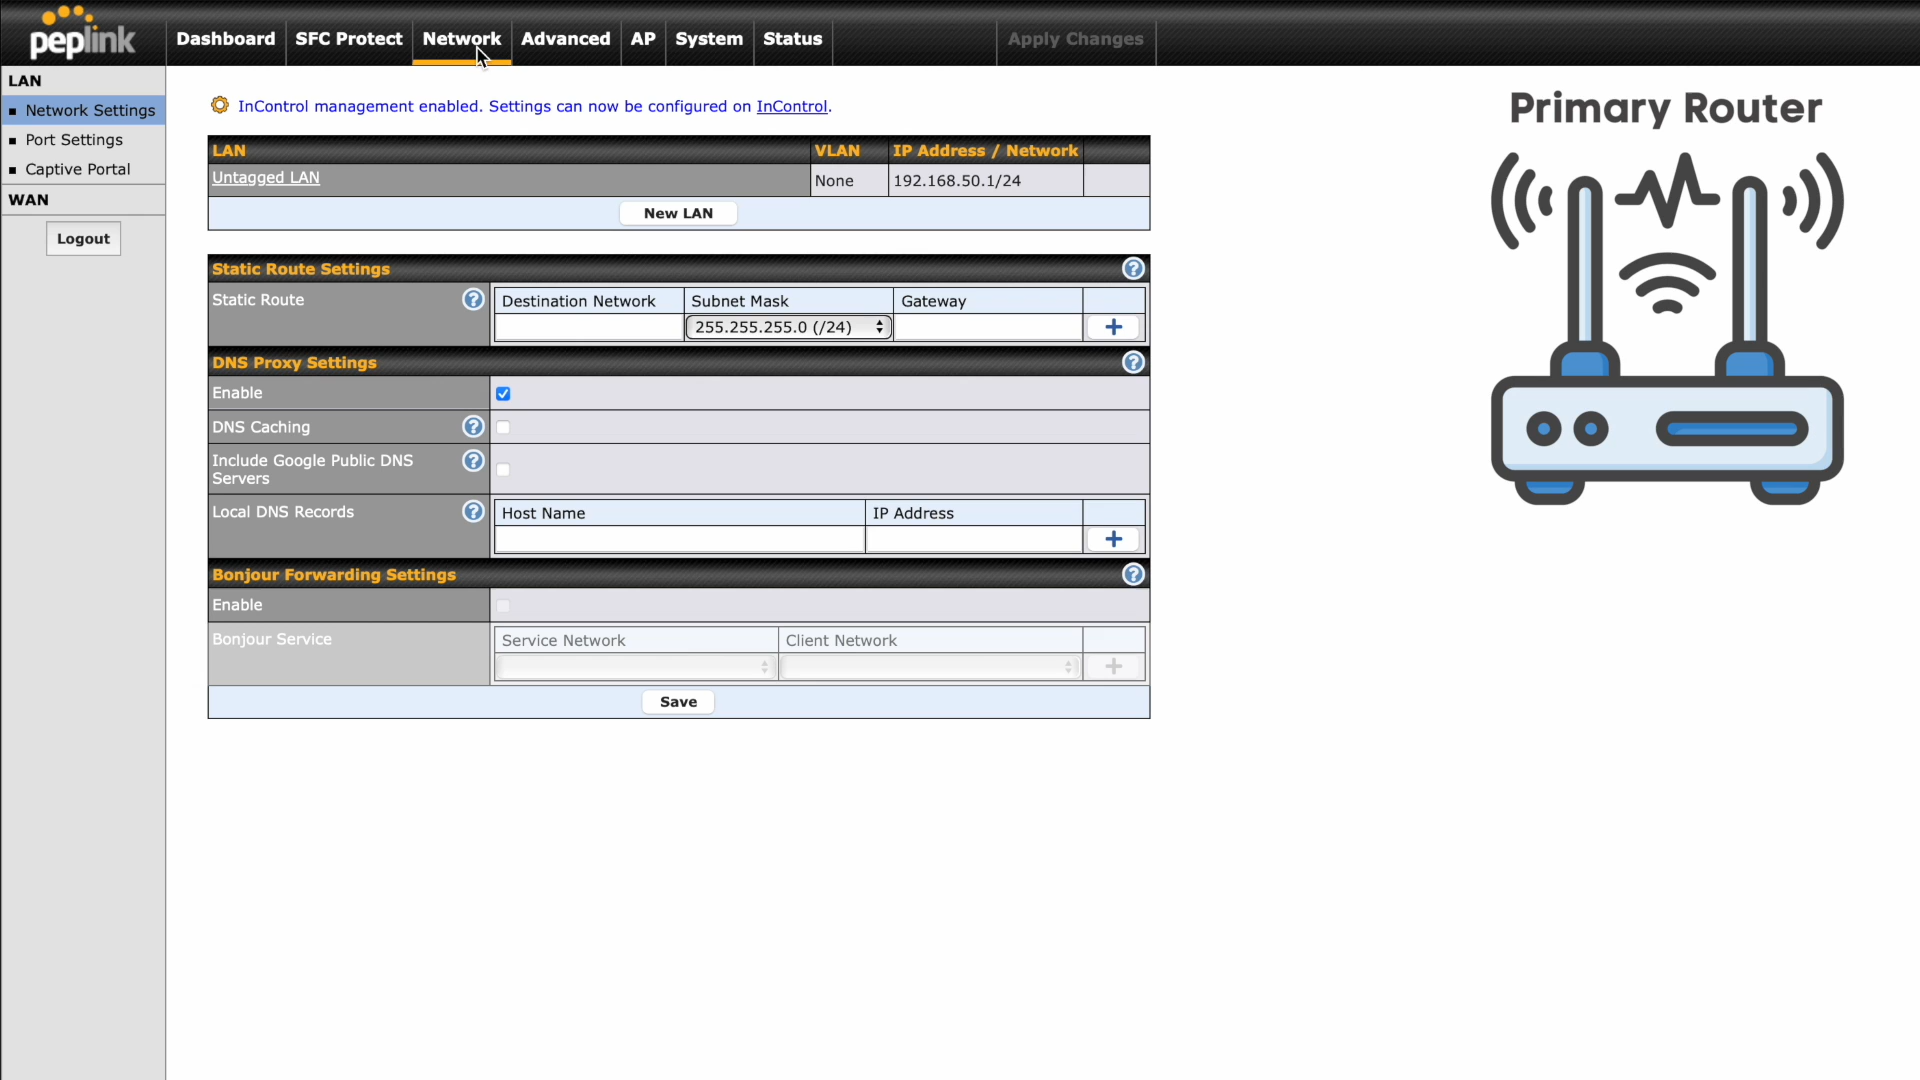 peplink
Dashboard SFC Protect Network Advanced AP System Status Apply Changes
LAN
Network Settings
Port Settings
Captive Portal
WAN
Logout
InControl management enabled. Settings can now be configured on InControl.
LAN VLAN IP Address / Network
Untagged LAN None 192.168.50.1/24
New LAN
Static Route Settings ?
Static Route ? Destination Network Subnet Mask Gateway
255.255.255.0 (/24) +
DNS Proxy Settings ?
Enable
DNS Caching ?
Include Google Public DNS ?
Servers
Local DNS Records ? Host Name IP Address
+
Bonjour Forwarding Settings ?
Enable
Bonjour Service Service Network Client Network
+
Save
Primary Router